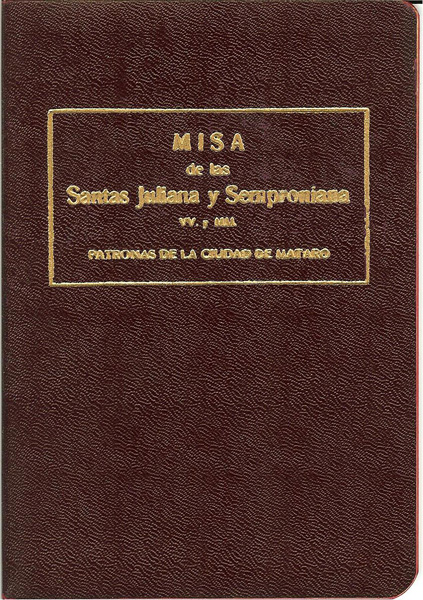 MISA
de las
Santas Juliana y Semproniana
VV. y MM.
PATRONAS DE LA CIUDAD DE MATARO